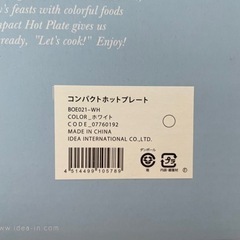 's feasts with colorful foods
mpact Hot Plate gives us
ready, "Let's cook!" Enjoy!
コンパクトホットプレート
BOE021-WH
COLOR_ホワイト
CODE_07760192
MADE IN CHINA
IDEA INTERNATIONAL CO.,LTD.
4 514499 105789
ダンボール
www.idea-in.com